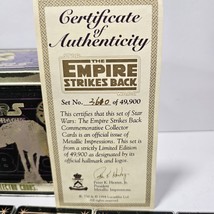 Certificate
of
Authenticity
THE
EMPIRE
STRIKES BACK
Set No. 3640 of 49,900
This certifies that this set of Star
Wars: The Empire Strikes Back
Commemorative Collector
Cards is an official issue of
Metallic Impressions. This set is
from a strictly Limited Edition
of 49,900 as designated by its
official hallmark and logos.
President
Metallic Impressions